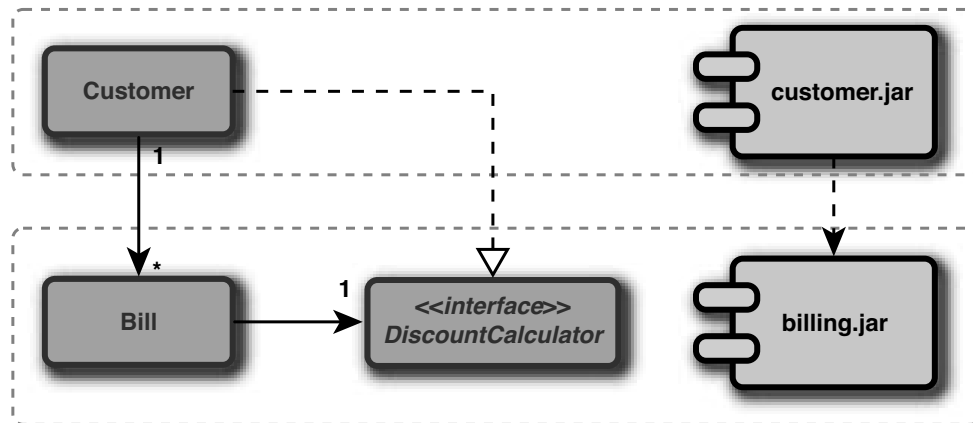 Customer
customer.jar
1
*
Bill
1
<<interface>>
DiscountCalculator
billing.jar